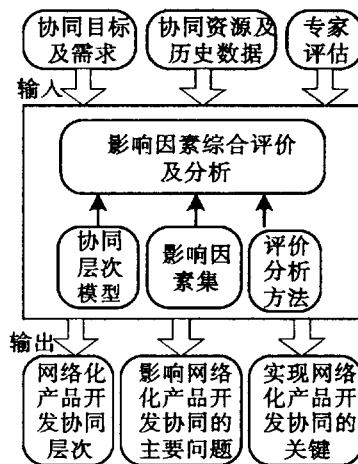 协同目标
及需求
协同资源及
历史数据
专家
评估
输入
影响因素综合评价
及分析
协同
层次
模型
影响因
素集
评价
分析
方法
输出
网络化
产品开
发协同
层次
影响网络
化产品开
发协同的
主要问题
实现网络
化产品开
发协同的
关键